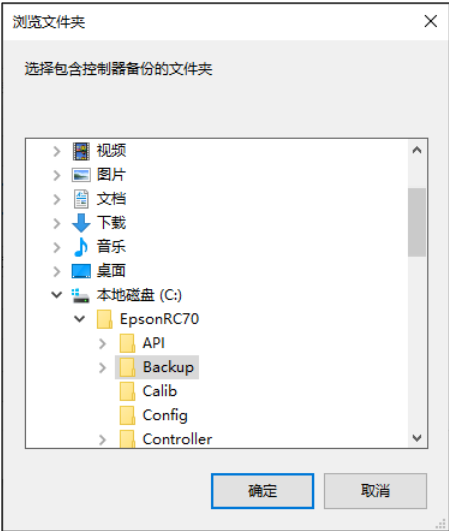 浏览文件夹
选择包含控制器备份的文件夹
视频
图片
文档
下载
音乐
桌面
本地磁盘 (C:)
EpsonRC70
API
Backup
Calib
Config
Controller
确定 取消